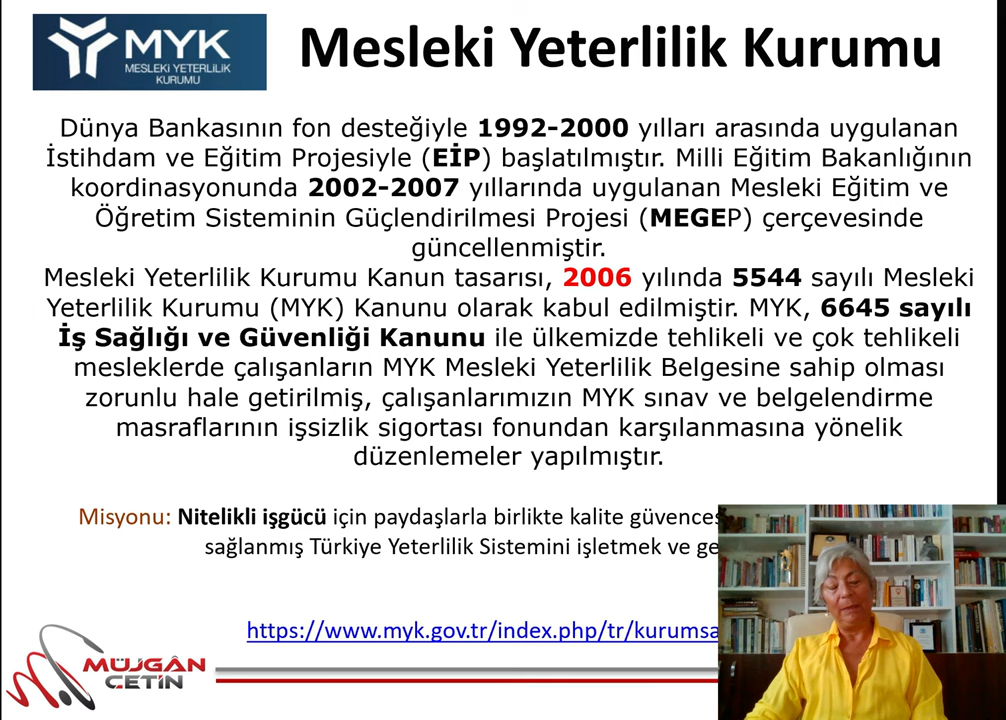 MYK
MESLEKİ YETERLİLİK
KURUMU
Mesleki Yeterlilik Kurumu
Dünya Bankasının fon desteğiyle 1992-2000 yılları arasında uygulanan
İstihdam ve Eğitim Projesiyle (EİP) başlatılmıştır. Milli Eğitim Bakanlığının
koordinasyonunda 2002-2007 yıllarında uygulanan Mesleki Eğitim ve
Öğretim Sisteminin Güçlendirilmesi Projesi (MEGEP) çerçevesinde
güncellenmiştir.
Mesleki Yeterlilik Kurumu Kanun tasarısı, 2006 yılında 5544 sayılı Mesleki
Yeterlilik Kurumu (MYK) Kanunu olarak kabul edilmiştir. MYK, 6645 sayılı
İş Sağlığı ve Güvenliği Kanunu ile ülkemizde tehlikeli ve çok tehlikeli
mesleklerde çalışanların MYK Mesleki Yeterlilik Belgesine sahip olması
zorunlu hale getirilmiş, çalışanlarımızın MYK sınav ve belgelendirme
masraflarının işsizlik sigortası fonundan karşılanmasına yönelik
düzenlemeler yapılmıştır.
Misyonu: Nitelikli işgücü için paydaşlarla birlikte kalite güvences
sağlanmış Türkiye Yeterlilik Sistemini işletmek ve ge
https://www.myk.gov.tr/index.php/tr/kurumsa
MÜJGÂN
ÇETİN